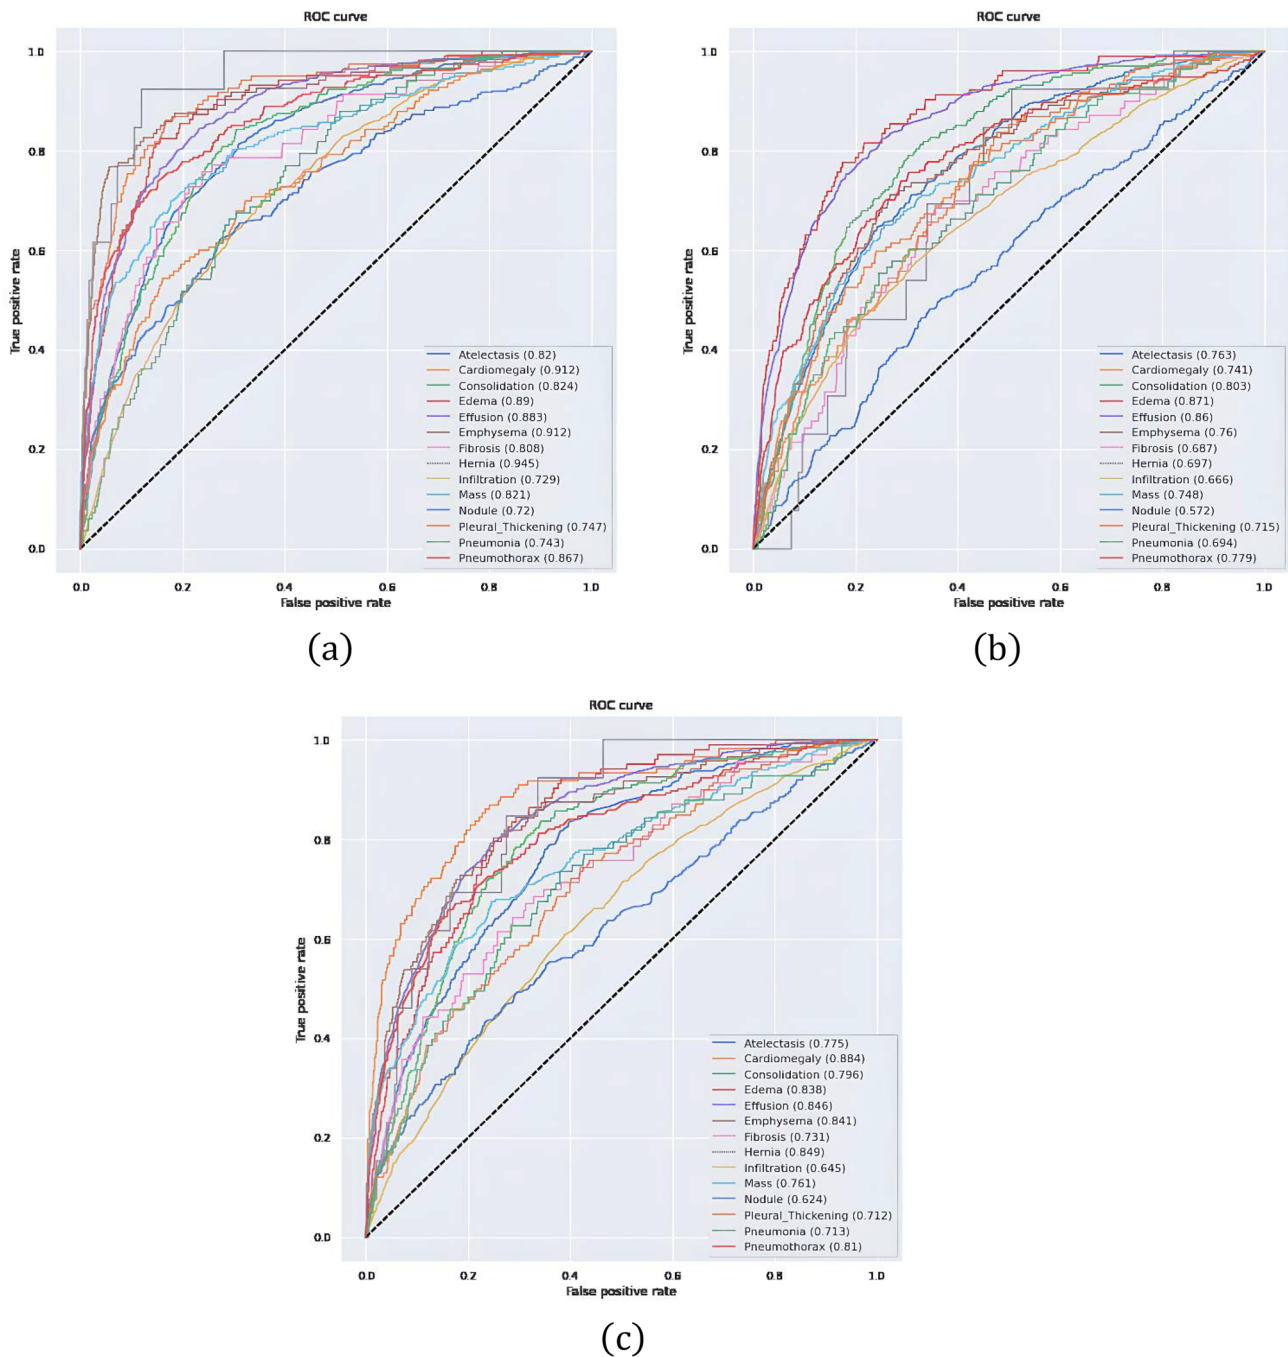 ROC curve
1.0
0.8
0.6
0.4
0.2
0.0
True positive rate
Atelectasis (0.82)
Cardiomegaly (0.912)
Consolidation (0.824)
Edema (0.89)
Effusion (0.883)
Emphysema (0.912)
Fibrosis (0.808)
Hernia (0.945)
Infiltration (0.729)
Mass (0.821)
Nodule (0.72)
Pleural_Thickening (0.747)
Pneumonia (0.743)
Pneumothorax (0.867)
0.0 0.2 0.4 0.6 0.8 1.0
False positive rate
(a)
ROC curve
1.0
0.8
0.6
0.4
0.2
0.0
True positive rate
Atelectasis (0.763)
Cardiomegaly (0.741)
Consolidation (0.803)
Edema (0.871)
Effusion (0.86)
Emphysema (0.76)
Fibrosis (0.687)
Hernia (0.697)
Infiltration (0.666)
Mass (0.748)
Nodule (0.572)
Pleural_Thickening (0.715)
Pneumonia (0.694)
Pneumothorax (0.779)
0.0 0.2 0.4 0.6 0.8 1.0
False positive rate
(b)
ROC curve
1.0
0.8
0.6
0.4
0.2
0.0
True positive rate
Atelectasis (0.775)
Cardiomegaly (0.884)
Consolidation (0.796)
Edema (0.838)
Effusion (0.846)
Emphysema (0.841)
Fibrosis (0.731)
Hernia (0.849)
Infiltration (0.645)
Mass (0.761)
Nodule (0.624)
Pleural_Thickening (0.712)
Pneumonia (0.713)
Pneumothorax (0.81)
0.0 0.2 0.4 0.6 0.8 1.0
False positive rate
(c)